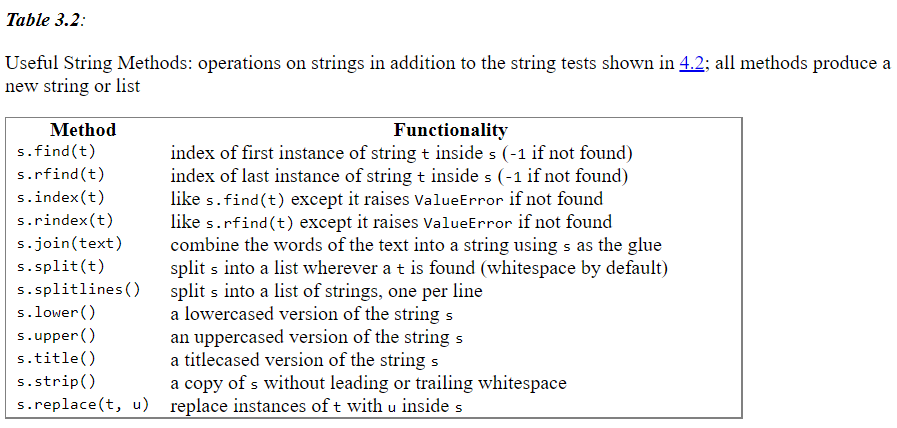 Table 3.2:
Useful String Methods: operations on strings in addition to the string tests shown in 4.2; all methods produce a
new string or list
Method Functionality
s.find(t) index of first instance of string t inside s (-1 if not found)
s.rfind(t) index of last instance of string t inside s (-1 if not found)
s.index(t) like s.find(t) except it raises ValueError if not found
s.rindex(t) like s.rfind(t) except it raises ValueError if not found
s.join(text) combine the words of the text into a string using s as the glue
s.split(t) split s into a list wherever a t is found (whitespace by default)
s.splitlines() split s into a list of strings, one per line
s.lower() a lowercased version of the string s
s.upper() an uppercased version of the string s
s.title() a titlecased version of the string s
s.strip() a copy of s without leading or trailing whitespace
s.replace(t, u) replace instances of t with u inside s